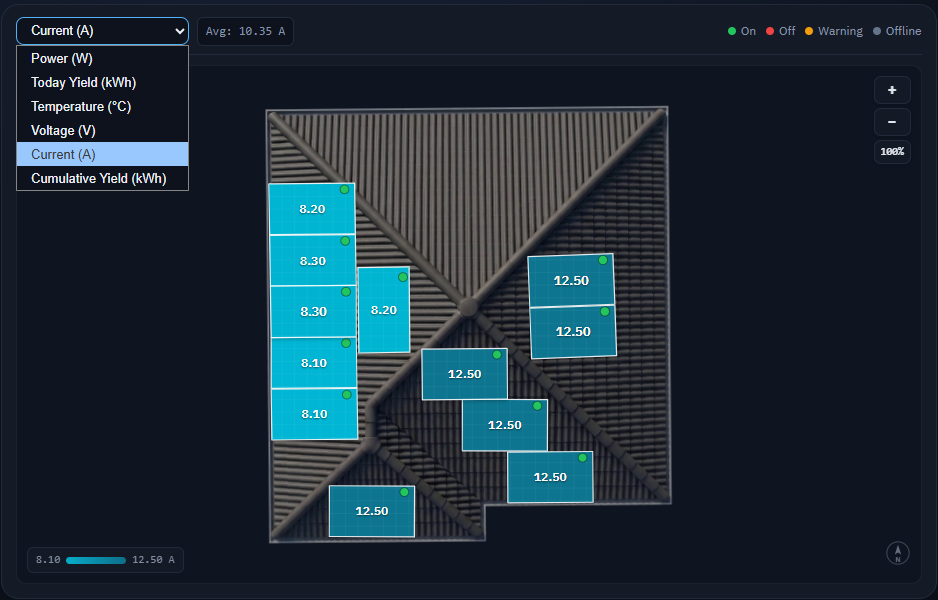 Current (A)
Avg: 10.35 A
On
Off
Warning
Offline
Power (W)
Today Yield (kWh)
Temperature (°C)
Voltage (V)
Current (A)
Cumulative Yield (kWh)
+
−
100%
8.20
8.30
8.30
8.20
8.10
8.10
12.50
12.50
12.50
12.50
12.50
12.50
8.10
12.50 A
N